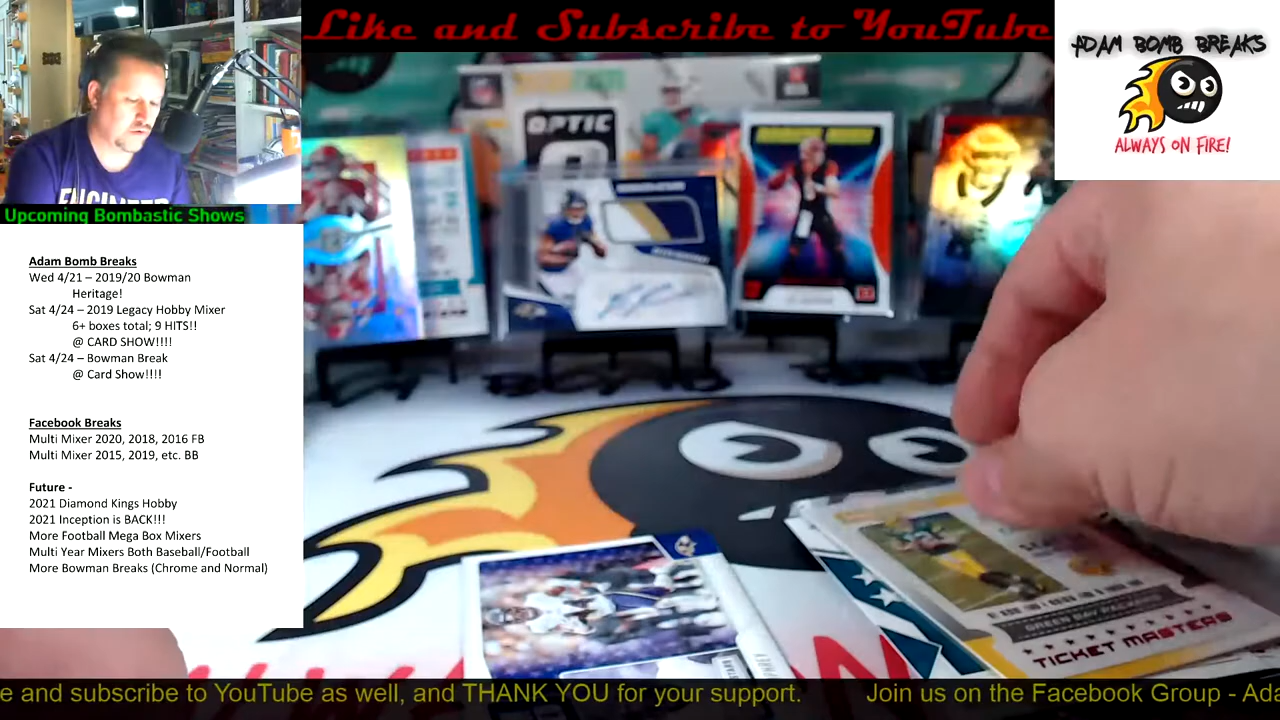 Like and Subscribe to YouTube
ADAM BOMB BREAKS
ALWAYS ON FIRE!
ENGINEER
Upcoming Bombastic Shows
Adam Bomb Breaks
Wed 4/21 – 2019/20 Bowman
Heritage!
Sat 4/24 – 2019 Legacy Hobby Mixer
6+ boxes total; 9 HITS!!
@ CARD SHOW!!!!
Sat 4/24 – Bowman Break
@ Card Show!!!!
Facebook Breaks
Multi Mixer 2020, 2018, 2016 FB
Multi Mixer 2015, 2019, etc. BB
Future -
2021 Diamond Kings Hobby
2021 Inception is BACK!!!
More Football Mega Box Mixers
Multi Year Mixers Both Baseball/Football
More Bowman Breaks (Chrome and Normal)
OPTIC
GREEN BAY PACKERS
TICKET MASTERS
e and subscribe to YouTube as well, and THANK YOU for your support. Join us on the Facebook Group - Ada